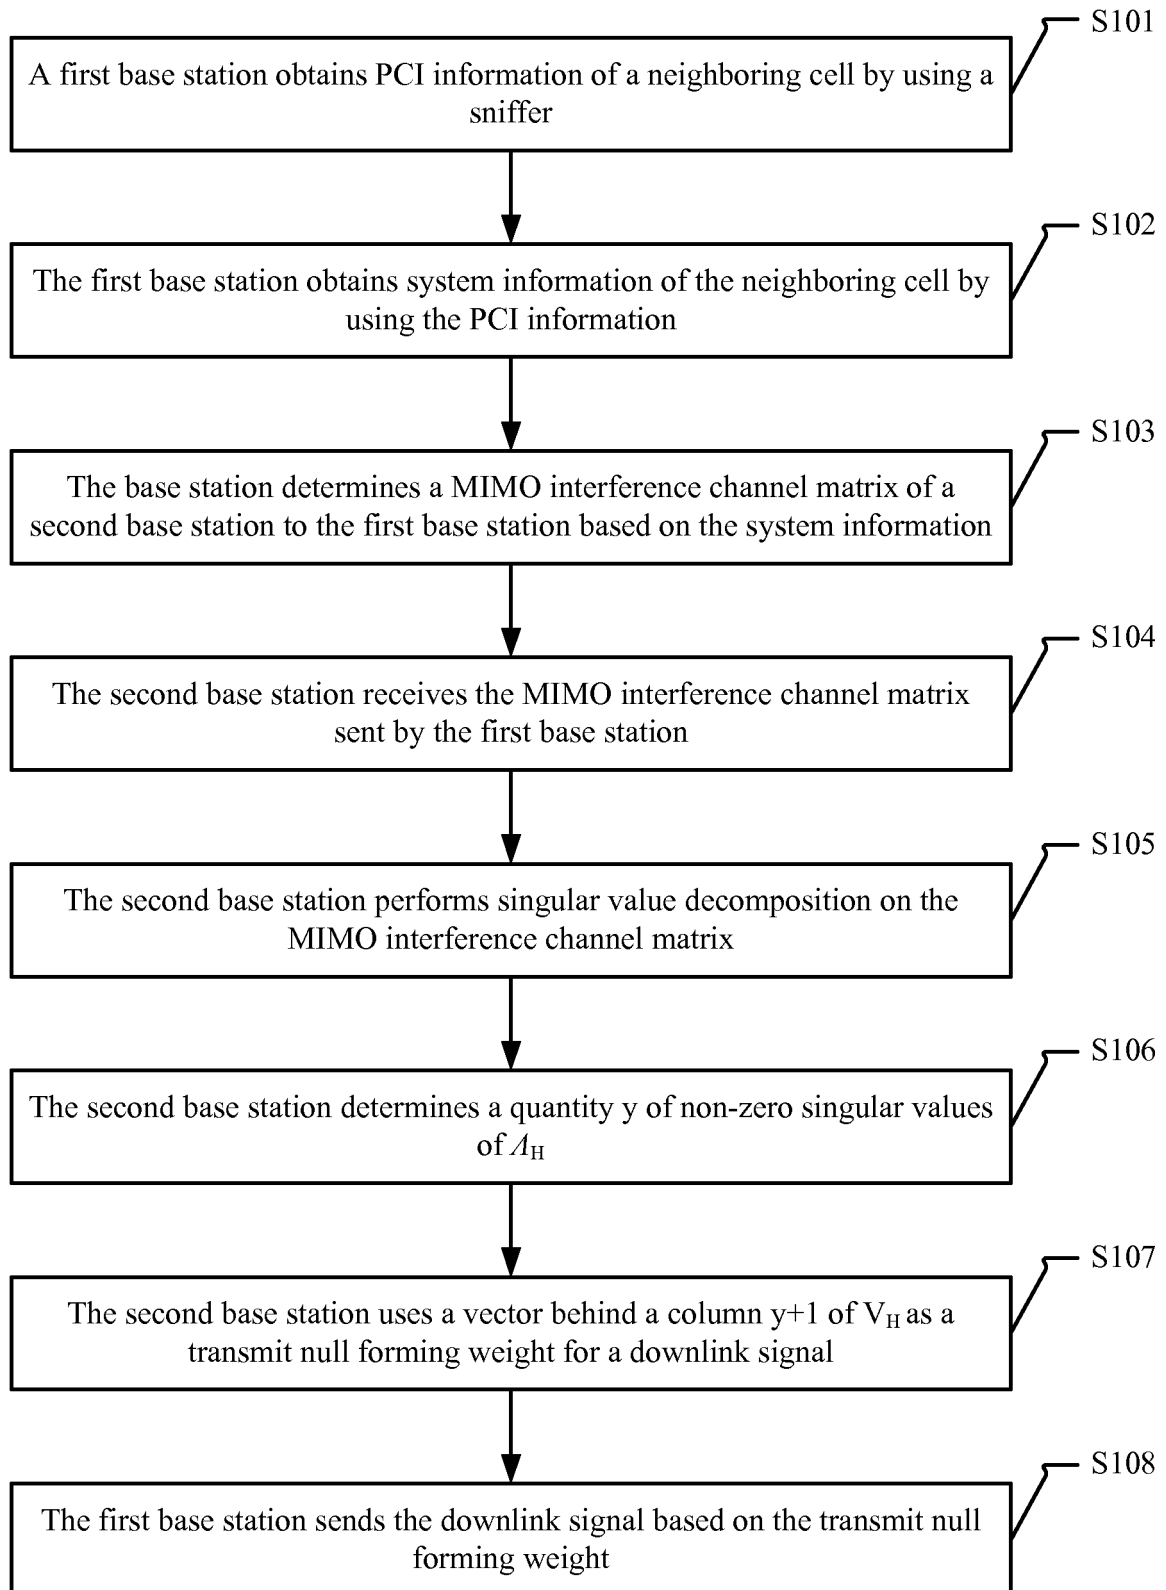 S101
A first base station obtains PCI information of a neighboring cell by using a
sniffer
S102
The first base station obtains system information of the neighboring cell by
using the PCI information
S103
The base station determines a MIMO interference channel matrix of a
second base station to the first base station based on the system information
S104
The second base station receives the MIMO interference channel matrix
sent by the first base station
S105
The second base station performs singular value decomposition on the
MIMO interference channel matrix
S106
The second base station determines a quantity y of non-zero singular values
of Λ_H
S107
The second base station uses a vector behind a column y+1 of V_H as a
transmit null forming weight for a downlink signal
S108
The first base station sends the downlink signal based on the transmit null
forming weight